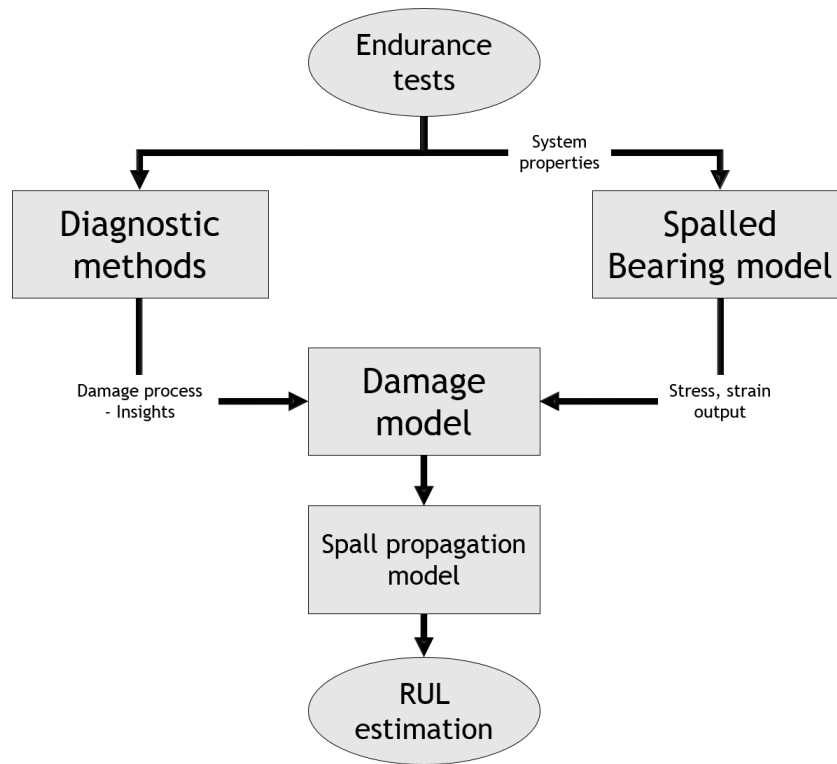 Endurance
tests
System
properties
Diagnostic
methods
Spalled
Bearing model
Damage process
- Insights
Damage
model
Stress, strain
output
Spall propagation
model
RUL
estimation